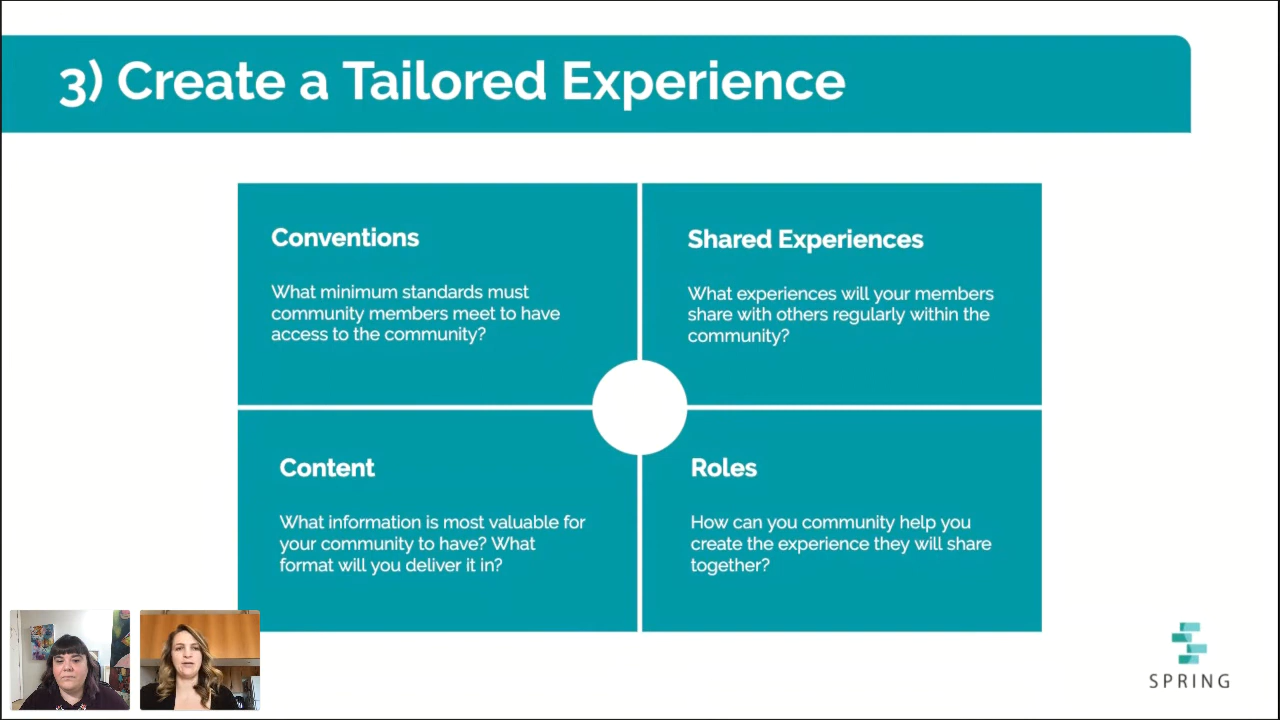 3) Create a Tailored Experience
Conventions
What minimum standards must
community members meet to have
access to the community?
Shared Experiences
What experiences will your members
share with others regularly within the
community?
Content
What information is most valuable for
your community to have? What
format will you deliver it in?
Roles
How can you community help you
create the experience they will share
together?
SPRING